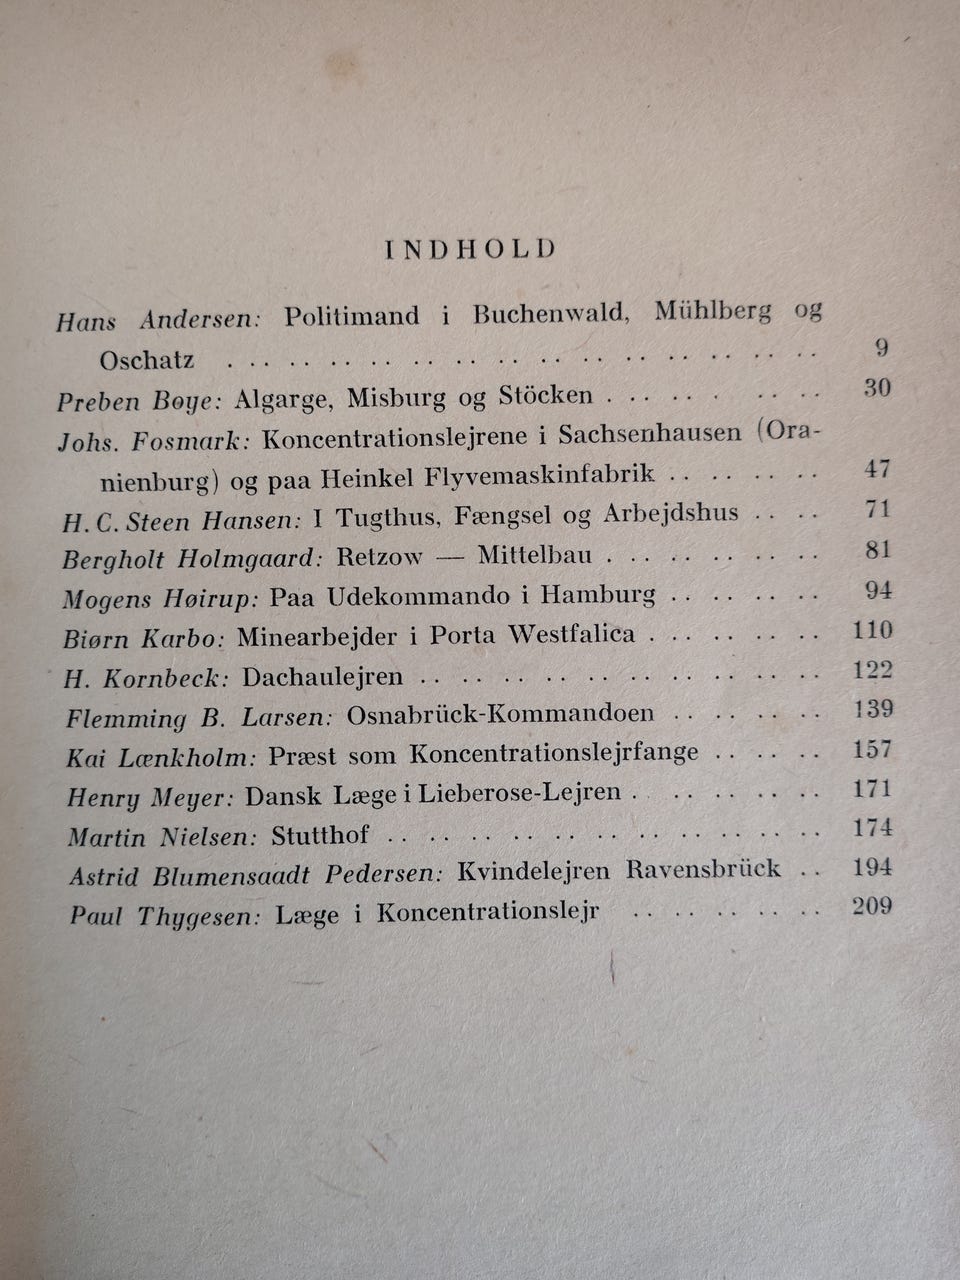 INDHOLD
Hans Andersen: Politimand i Buchenwald, Mühlberg og
Oschatz . . . . . . . . . . . . . . . . . . . . . . 9
Preben Boye: Algarge, Misburg og Stöcken . . . . . . . . 30
Johs. Fosmark: Koncentrationslejrene i Sachsenhausen (Ora-
nienburg) og paa Heinkel Flyvemaskinfabrik . . . . . . . 47
H. C. Steen Hansen: I Tugthus, Fængsel og Arbejdshus . . . . 71
Bergholt Holmgaard: Retzow — Mittelbau . . . . . . . . . . 81
Mogens Høirup: Paa Udekommando i Hamburg . . . . . . . 94
Biørn Karbo: Minearbejder i Porta Westfalica . . . . . . . . 110
H. Kornbeck: Dachaulejren . . . . . . . . . . . . . . . . . . 122
Flemming B. Larsen: Osnabrück-Kommandoen . . . . . . . 139
Kai Lænkholm: Præst som Koncentrationslejrfange . . . . . 157
Henry Meyer: Dansk Læge i Lieberose-Lejren . . . . . . . . 171
Martin Nielsen: Stutthof . . . . . . . . . . . . . . . . . . . . 174
Astrid Blumensaadt Pedersen: Kvindelejren Ravensbrück . . 194
Paul Thygesen: Læge i Koncentrationslejr . . . . . . . . 209